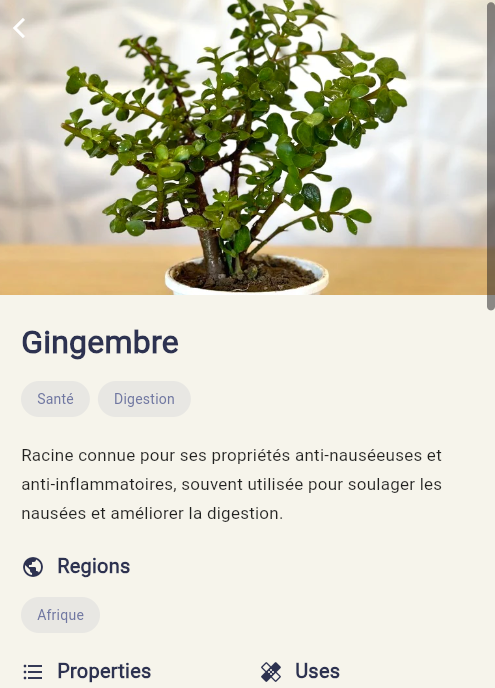 Gingembre
Santé Digestion
Racine connue pour ses propriétés anti-nauséeuses et
anti-inflammatoires, souvent utilisée pour soulager les
nausées et améliorer la digestion.
Regions
Afrique
Properties Uses